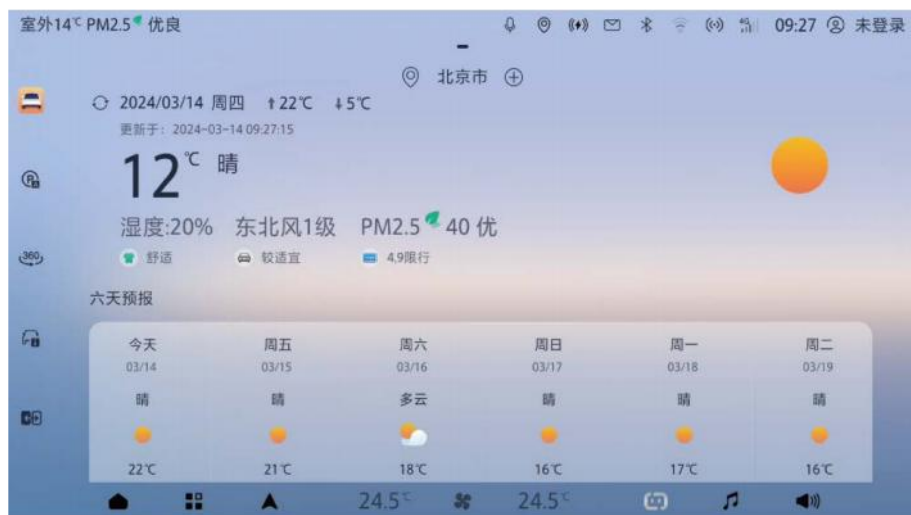 室外14℃ PM2.5 优良
4G
09:27 未登录
北京市
2024/03/14 周四 ↑22℃ ↓5℃
更新于：2024-03-14 09:27:15
12℃ 晴
湿度:20% 东北风1级 PM2.5 40 优
舒适 较适宜 4,9限行
360
六天预报
今天 周五 周六 周日 周一 周二
03/14 03/15 03/16 03/17 03/18 03/19
晴 晴 多云 晴 晴 晴
22℃ 21℃ 18℃ 16℃ 17℃ 16℃
24.5℃ 24.5℃